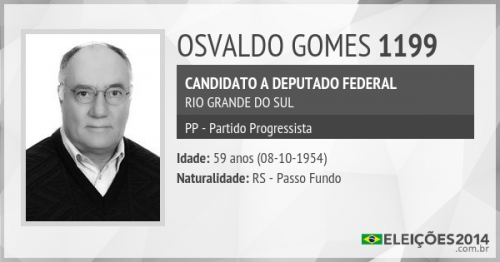 OSVALDO GOMES 1199
CANDIDATO A DEPUTADO FEDERAL
RIO GRANDE DO SUL
PP - Partido Progressista
Idade: 59 anos (08-10-1954)
Naturalidade: RS - Passo Fundo
ELEIÇÕES2014
.com.br